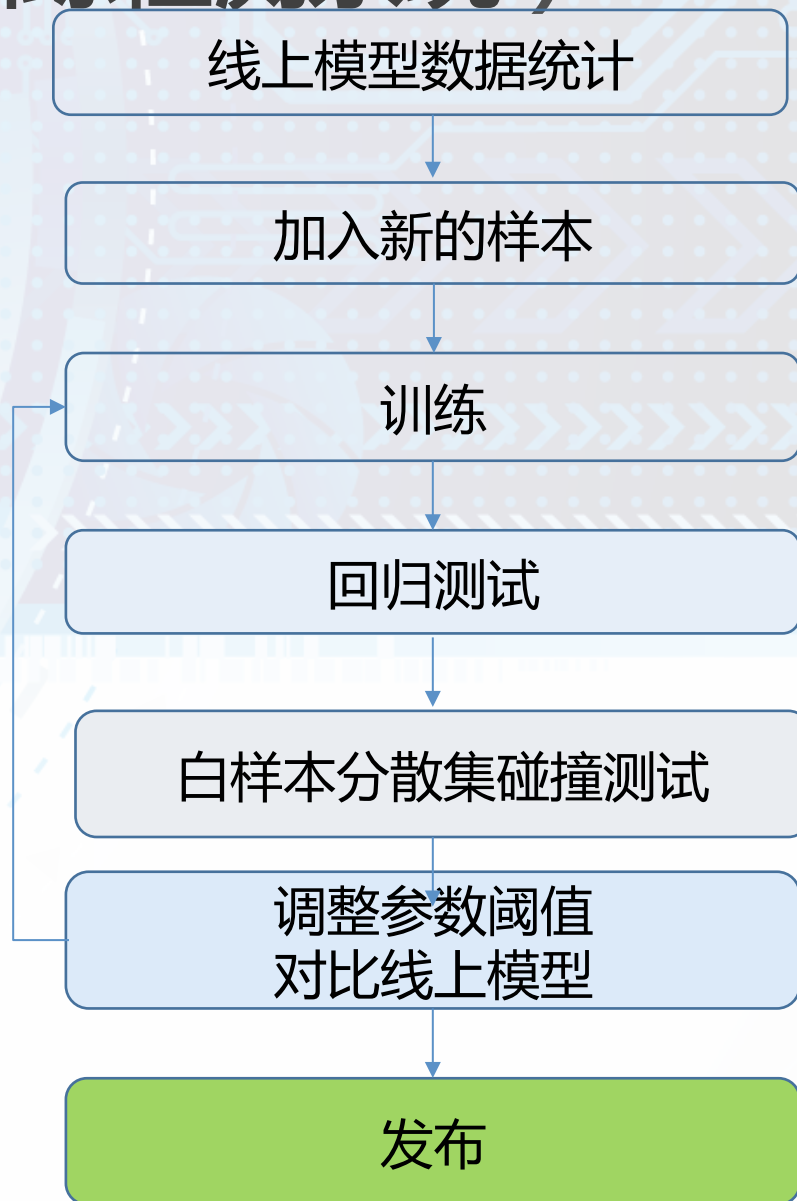 线上模型数据统计
加入新的样本
训练
回归测试
白样本分散集碰撞测试
调整参数阈值
对比线上模型
发布